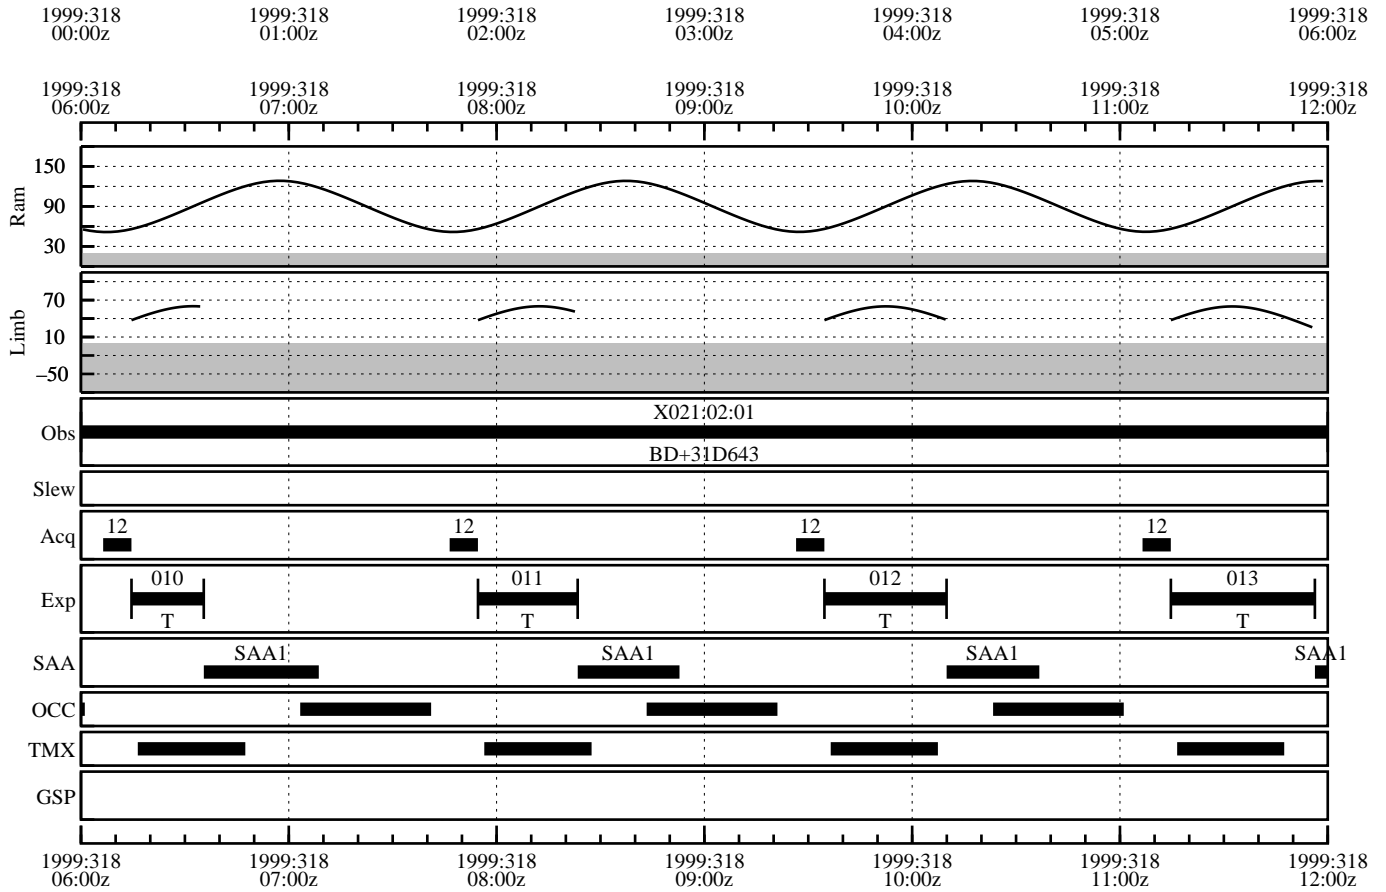 1999:318 1999:318 1999:318 1999:318 1999:318 1999:318 1999:318
00:00z 01:00z 02:00z 03:00z 04:00z 05:00z 06:00z
1999:318 1999:318 1999:318 1999:318 1999:318 1999:318 1999:318
06:00z 07:00z 08:00z 09:00z 10:00z 11:00z 12:00z
150
90
30
Ram
70
10
−50
Limb
X021:02:01
Obs
BD+31D643
Slew
12 12 12 12
Acq
010 011 012 013
Exp
T T T T
SAA1 SAA1 SAA1 SAA1
SAA
OCC
TMX
GSP
1999:318 1999:318 1999:318 1999:318 1999:318 1999:318 1999:318
06:00z 07:00z 08:00z 09:00z 10:00z 11:00z 12:00z